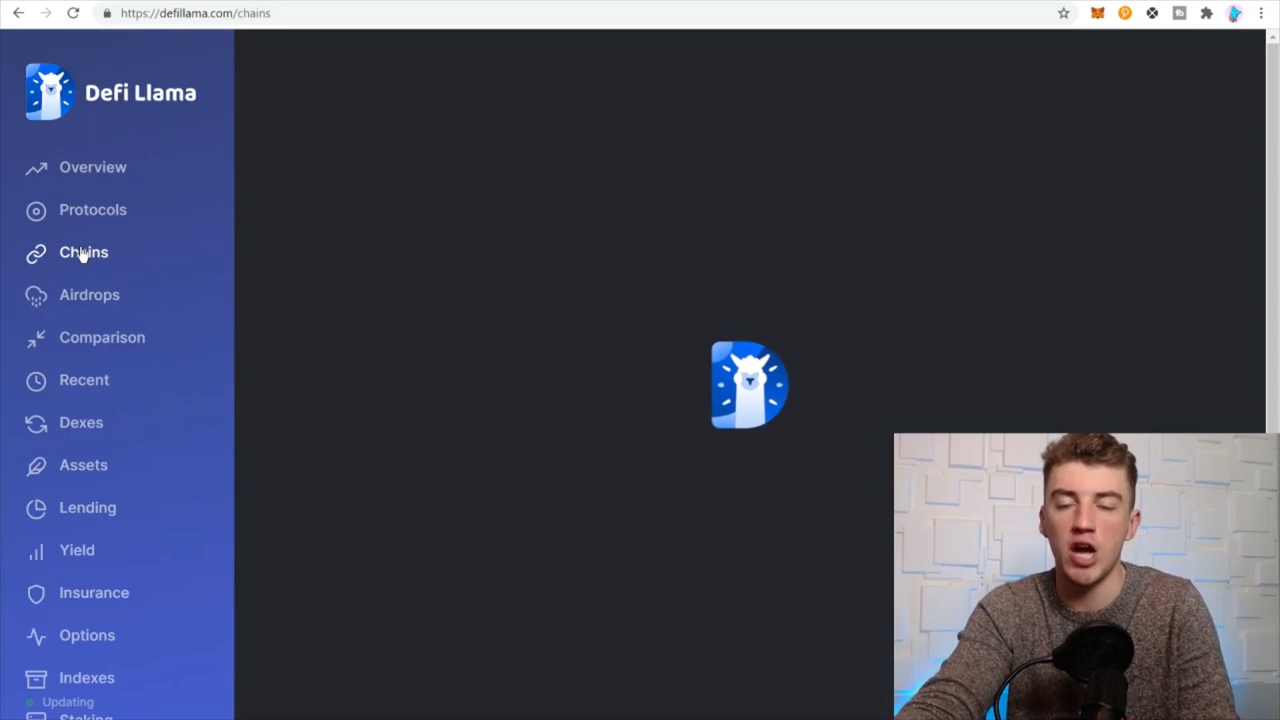 https://defillama.com/chains
Defi Llama
Overview
Protocols
Chains
Airdrops
Comparison
Recent
Dexes
Assets
Lending
Yield
Insurance
Options
Indexes
Updating
Staking